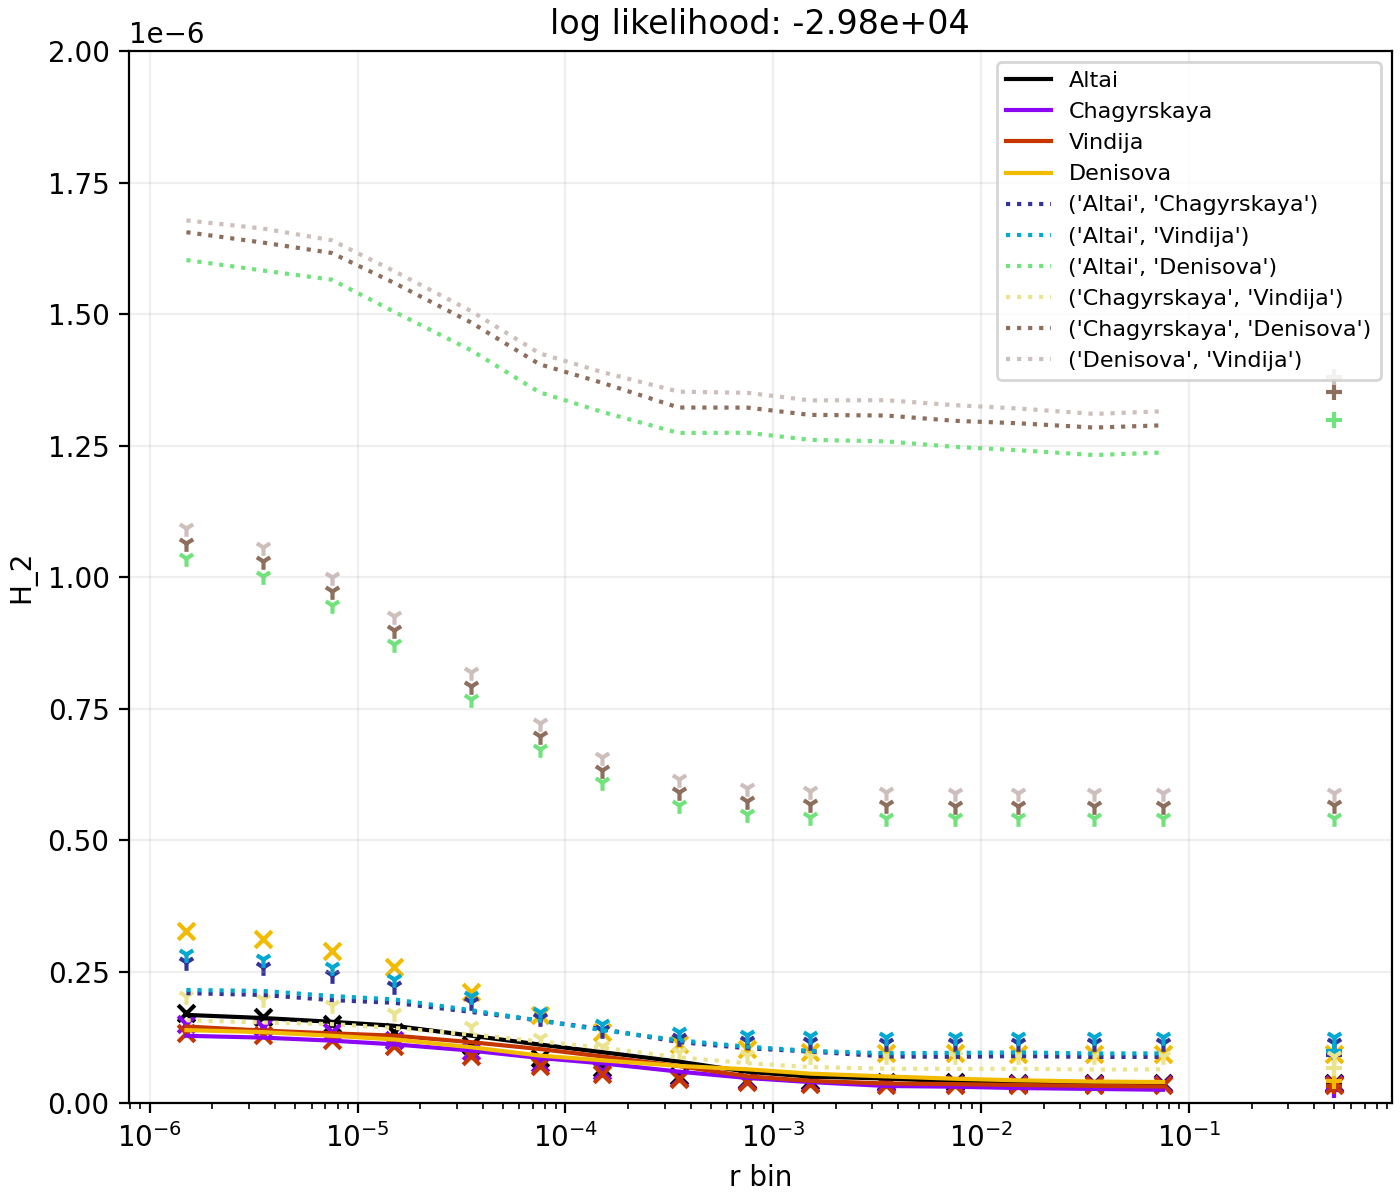 log likelihood: -2.98e+04
1e−6
2.00
1.75
1.50
1.25
1.00
0.75
0.50
0.25
0.00
H_2
10⁻⁶ 10⁻⁵ 10⁻⁴ 10⁻³ 10⁻² 10⁻¹
r bin
Altai
Chagyrskaya
Vindija
Denisova
('Altai', 'Chagyrskaya')
('Altai', 'Vindija')
('Altai', 'Denisova')
('Chagyrskaya', 'Vindija')
('Chagyrskaya', 'Denisova')
('Denisova', 'Vindija')